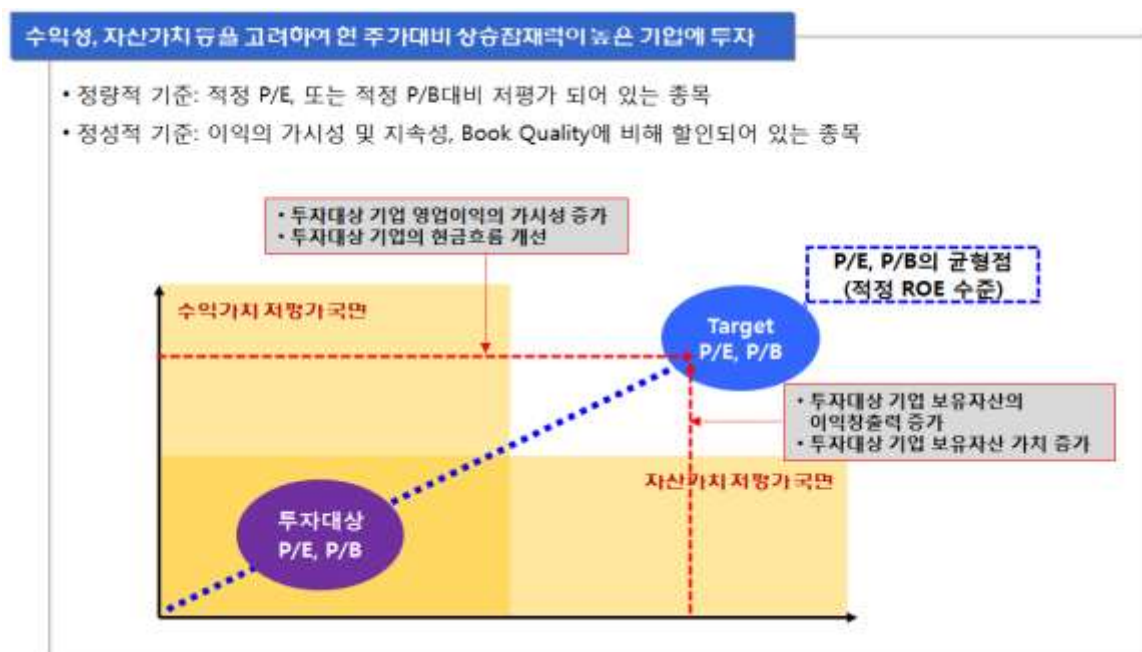 수익성, 자산가치 등을 고려하여 현 주가대비 상승잠재력이 높은 기업에 투자
• 정량적 기준: 적정 P/E, 또는 적정 P/B대비 저평가 되어 있는 종목
• 정성적 기준: 이익의 가시성 및 지속성, Book Quality에 비해 할인되어 있는 종목
• 투자대상 기업 영업이익의 가시성 증가
• 투자대상 기업의 현금흐름 개선
P/E, P/B의 균형점
(적정 ROE 수준)
수익가치 저평가 국면
Target
P/E, P/B
• 투자대상 기업 보유자산의
이익창출력 증가
• 투자대상 기업 보유자산 가치 증가
자산가치 저평가 국면
투자대상
P/E, P/B